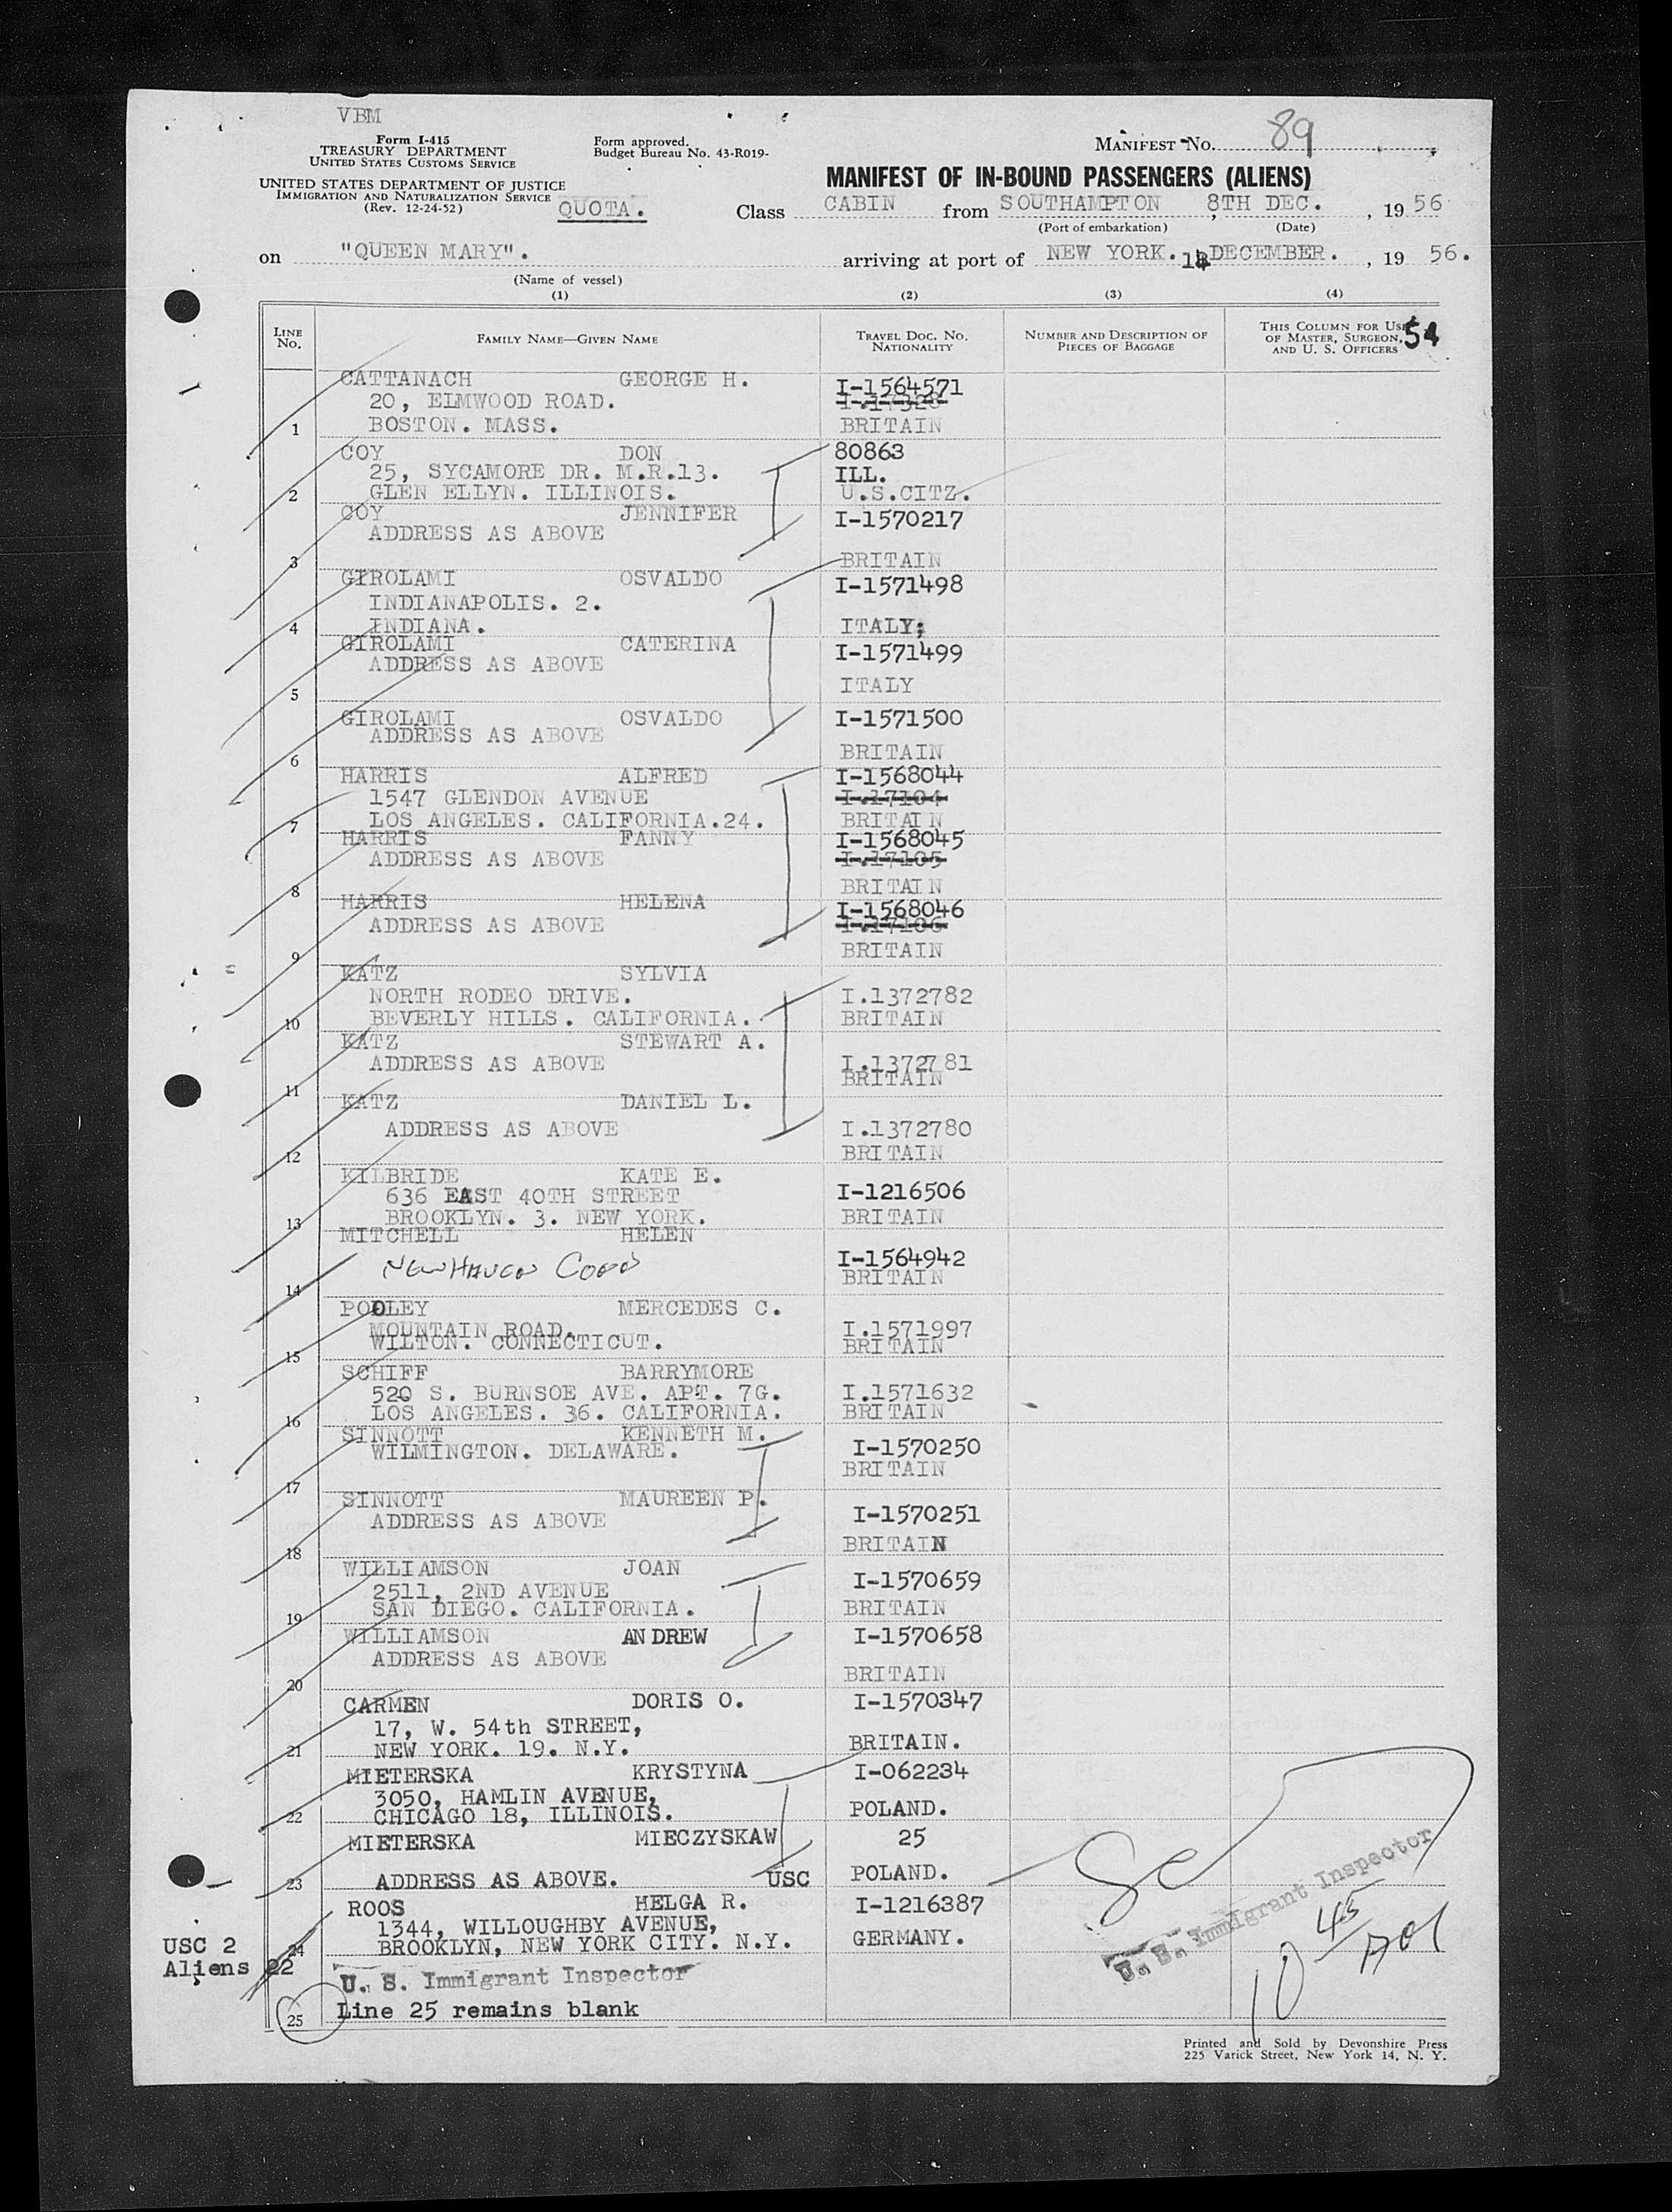 VBM
Form I-415
TREASURY DEPARTMENT
UNITED STATES CUSTOMS SERVICE
UNITED STATES DEPARTMENT OF JUSTICE
IMMIGRATION AND NATURALIZATION SERVICE
(Rev. 12-24-52)
QUOTA.
Form approved.
Budget Bureau No. 43-R019-
MANIFEST NO. 89
MANIFEST OF IN-BOUND PASSENGERS (ALIENS)
Class CABIN from SOUTHAMPTON, 8TH DEC., 19 56
(Port of embarkation) (Date)
on "QUEEN MARY". arriving at port of NEW YORK. DECEMBER., 19 56.
(Name of vessel)
(1) (2) (3) (4)
LINE NO. FAMILY NAME—GIVEN NAME TRAVEL DOC. NO. NATIONALITY NUMBER AND DESCRIPTION OF PIECES OF BAGGAGE THIS COLUMN FOR USE OF MASTER, SURGEON, AND U. S. OFFICERS 54
CATTANACH GEORGE H. I-1564571
20, ELMWOOD ROAD. I.17328
1 BOSTON. MASS. BRITAIN
COY DON 80863
25, SYCAMORE DR. M.R.13. ILL.
2 GLEN ELLYN. ILLINOIS. U.S.CITZ.
COY JENNIFER I-1570217
ADDRESS AS ABOVE
3 BRITAIN
GIROLAMI OSVALDO I-1571498
INDIANAPOLIS. 2.
4 INDIANA. ITALY;
GIROLAMI CATERINA I-1571499
ADDRESS AS ABOVE
5 ITALY
GIROLAMI OSVALDO I-1571500
ADDRESS AS ABOVE
6 BRITAIN
HARRIS ALFRED I-1568044
1547 GLENDON AVENUE I.17104
7 LOS ANGELES. CALIFORNIA.24. BRITAIN
HARRIS FANNY I-1568045
ADDRESS AS ABOVE I.17105
8 BRITAIN
HARRIS HELENA I-1568046
ADDRESS AS ABOVE I.17106
9 BRITAIN
KATZ SYLVIA
NORTH RODEO DRIVE. I.1372782
10 BEVERLY HILLS. CALIFORNIA. BRITAIN
KATZ STEWART A.
ADDRESS AS ABOVE I.1372781
11 BRITAIN
KATZ DANIEL L.
ADDRESS AS ABOVE I.1372780
12 BRITAIN
KILBRIDE KATE E.
636 EAST 40TH STREET I-1216506
13 BROOKLYN. 3. NEW YORK. BRITAIN
MITCHELL HELEN
NEW HAVEN CONN I-1564942
14 BRITAIN
POOLEY MERCEDES C.
MOUNTAIN ROAD. I.1571997
15 WILTON. CONNECTICUT. BRITAIN
SCHIFF BARRYMORE
520 S. BURNSOE AVE. APT. 7G. I.1571632
16 LOS ANGELES. 36. CALIFORNIA. BRITAIN
SINNOTT KENNETH M.
WILMINGTON. DELAWARE. I-1570250
17 BRITAIN
SINNOTT MAUREEN P.
ADDRESS AS ABOVE I-1570251
18 BRITAIN
WILLIAMSON JOAN
2511, 2ND AVENUE I-1570659
19 SAN DIEGO. CALIFORNIA. BRITAIN
WILLIAMSON ANDREW I-1570658
ADDRESS AS ABOVE
20 BRITAIN
CARMEN DORIS O. I-1570347
17, W. 54th STREET,
21 NEW YORK. 19. N.Y. BRITAIN.
MIETERSKA KRYSTYNA I-062234
3050, HAMLIN AVENUE,
22 CHICAGO 18, ILLINOIS. POLAND.
MIETERSKA MIECZYSKAW 25
23 ADDRESS AS ABOVE. USC POLAND.
ROOS HELGA R. I-1216387
1344, WILLOUGHBY AVENUE,
24 BROOKLYN, NEW YORK CITY. N.Y. GERMANY.
USC 2
Aliens 22
U. S. Immigrant Inspector
U. S. Immigrant Inspector
10 45
25 Line 25 remains blank
Printed and Sold by Devonshire Press
225 Varick Street, New York 14, N. Y.